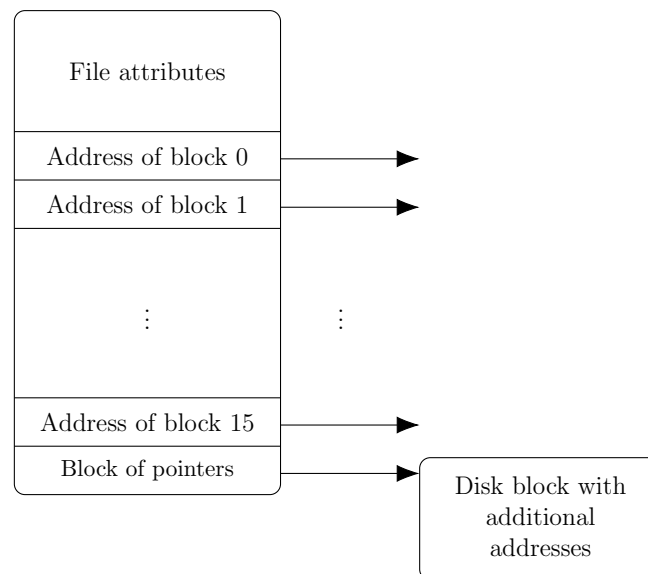 File attributes
Address of block 0
Address of block 1
⋮ ⋮
Address of block 15
Block of pointers
Disk block with
additional
addresses